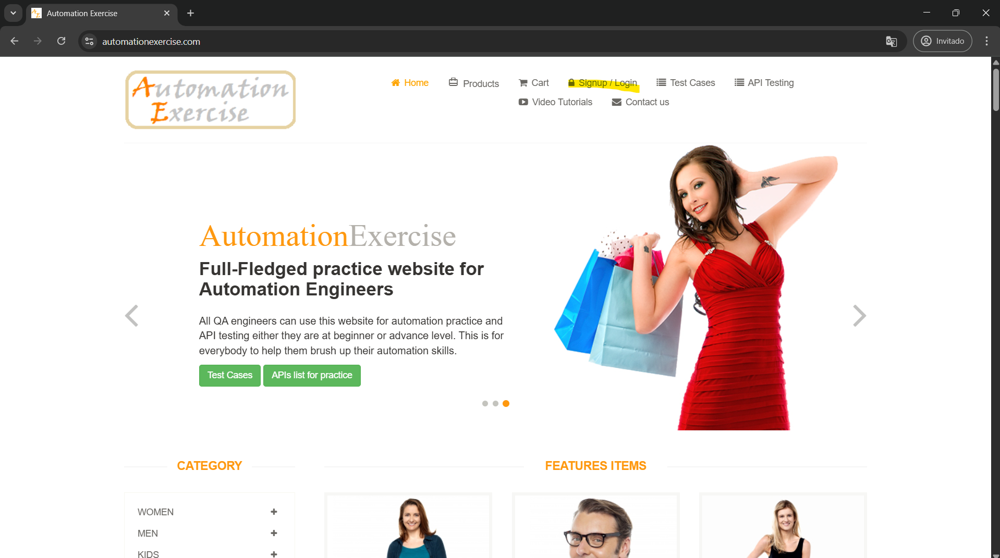 Automation Exercise
automationexercise.com
Invitado
Automation
Exercise
Home
Products
Cart
Signup / Login
Test Cases
API Testing
Video Tutorials
Contact us
AutomationExercise
Full-Fledged practice website for
Automation Engineers
All QA engineers can use this website for automation practice and
API testing either they are at beginner or advance level. This is for
everybody to help them brush up their automation skills.
Test Cases
APIs list for practice
CATEGORY
FEATURES ITEMS
WOMEN
MEN
KIDS